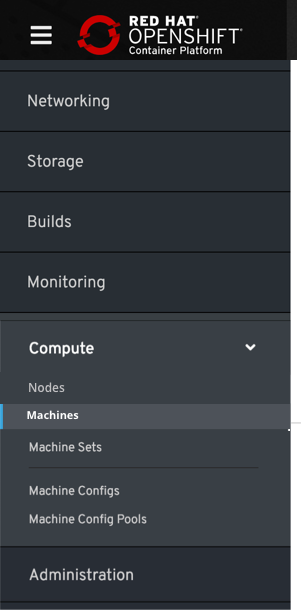 RED HAT®
OPENSHIFT®
Container Platform
Networking
Storage
Builds
Monitoring
Compute
Nodes
Machines
Machine Sets
Machine Configs
Machine Config Pools
Administration